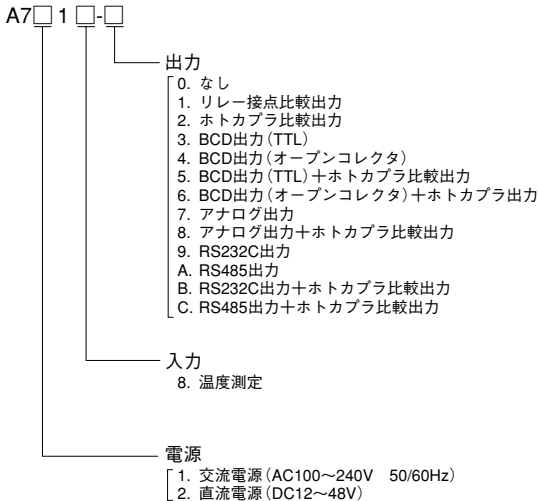 A7□ 1 □-□
出力
0. なし
1. リレー接点比較出力
2. ホトカプラ比較出力
3. BCD出力（TTL）
4. BCD出力（オープンコレクタ）
5. BCD出力（TTL）＋ホトカプラ比較出力
6. BCD出力（オープンコレクタ）＋ホトカプラ出力
7. アナログ出力
8. アナログ出力＋ホトカプラ比較出力
9. RS232C出力
A. RS485出力
B. RS232C出力＋ホトカプラ比較出力
C. RS485出力＋ホトカプラ比較出力
入力
8. 温度測定
電源
1. 交流電源（AC100～240V　50/60Hz）
2. 直流電源（DC12～48V）